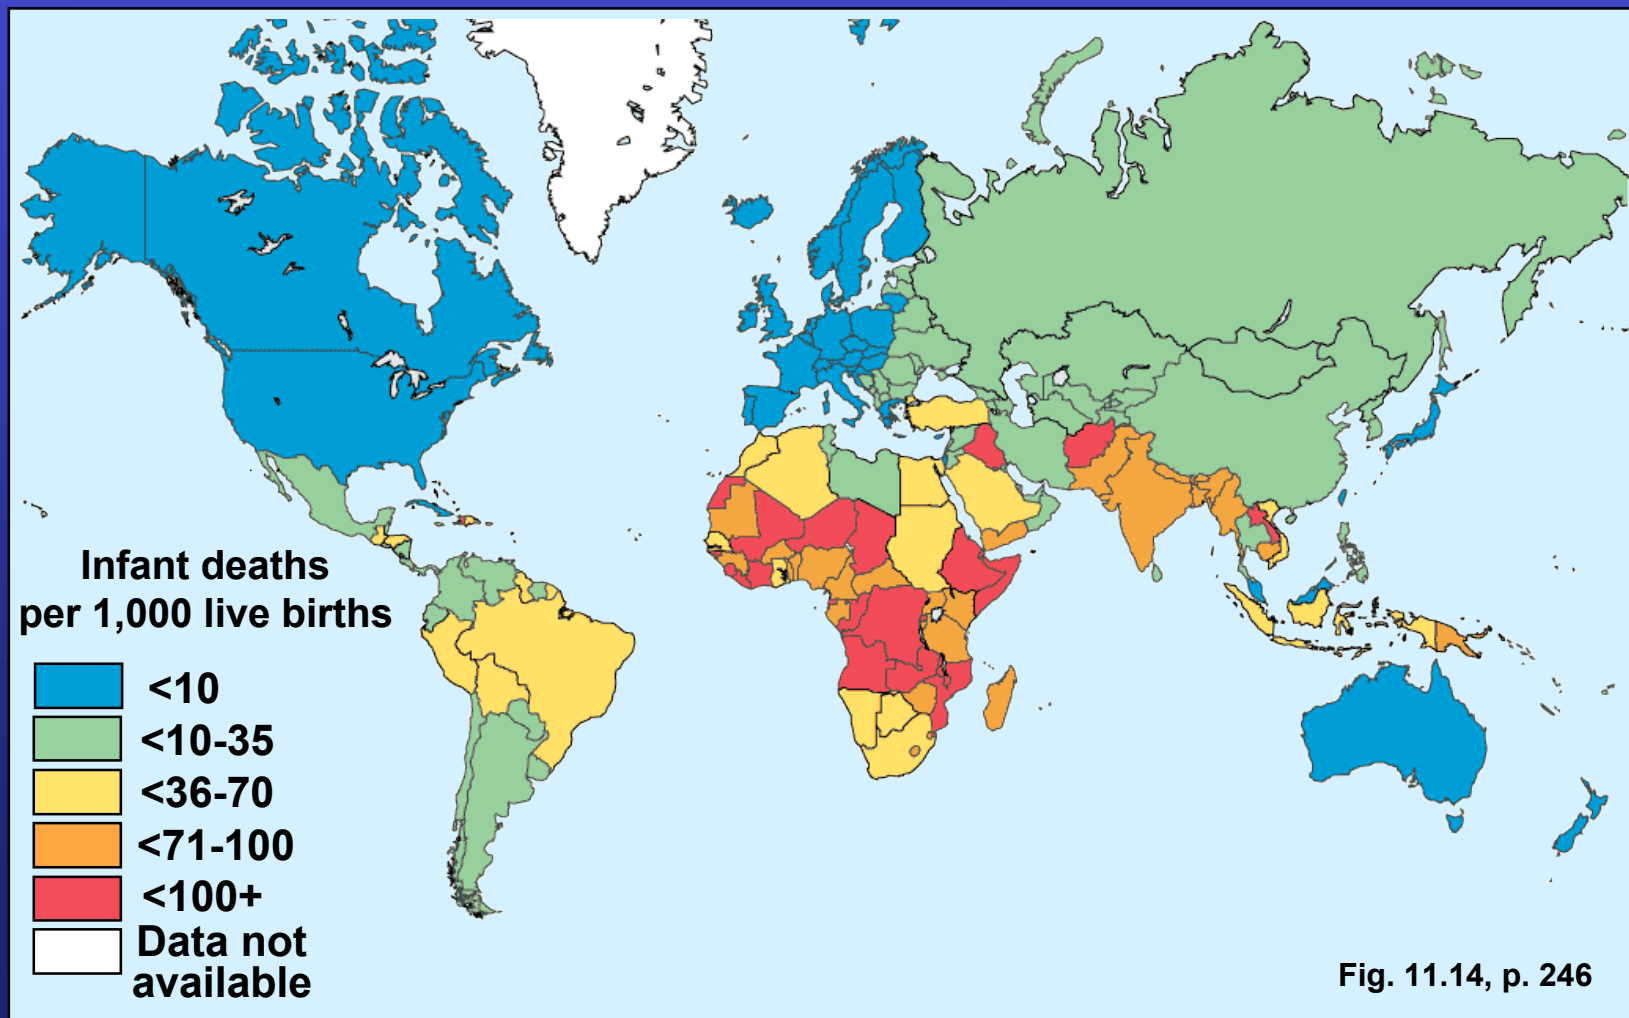 Infant deaths
per 1,000 live births
<10
<10-35
<36-70
<71-100
<100+
Data not
available
Fig. 11.14, p. 246